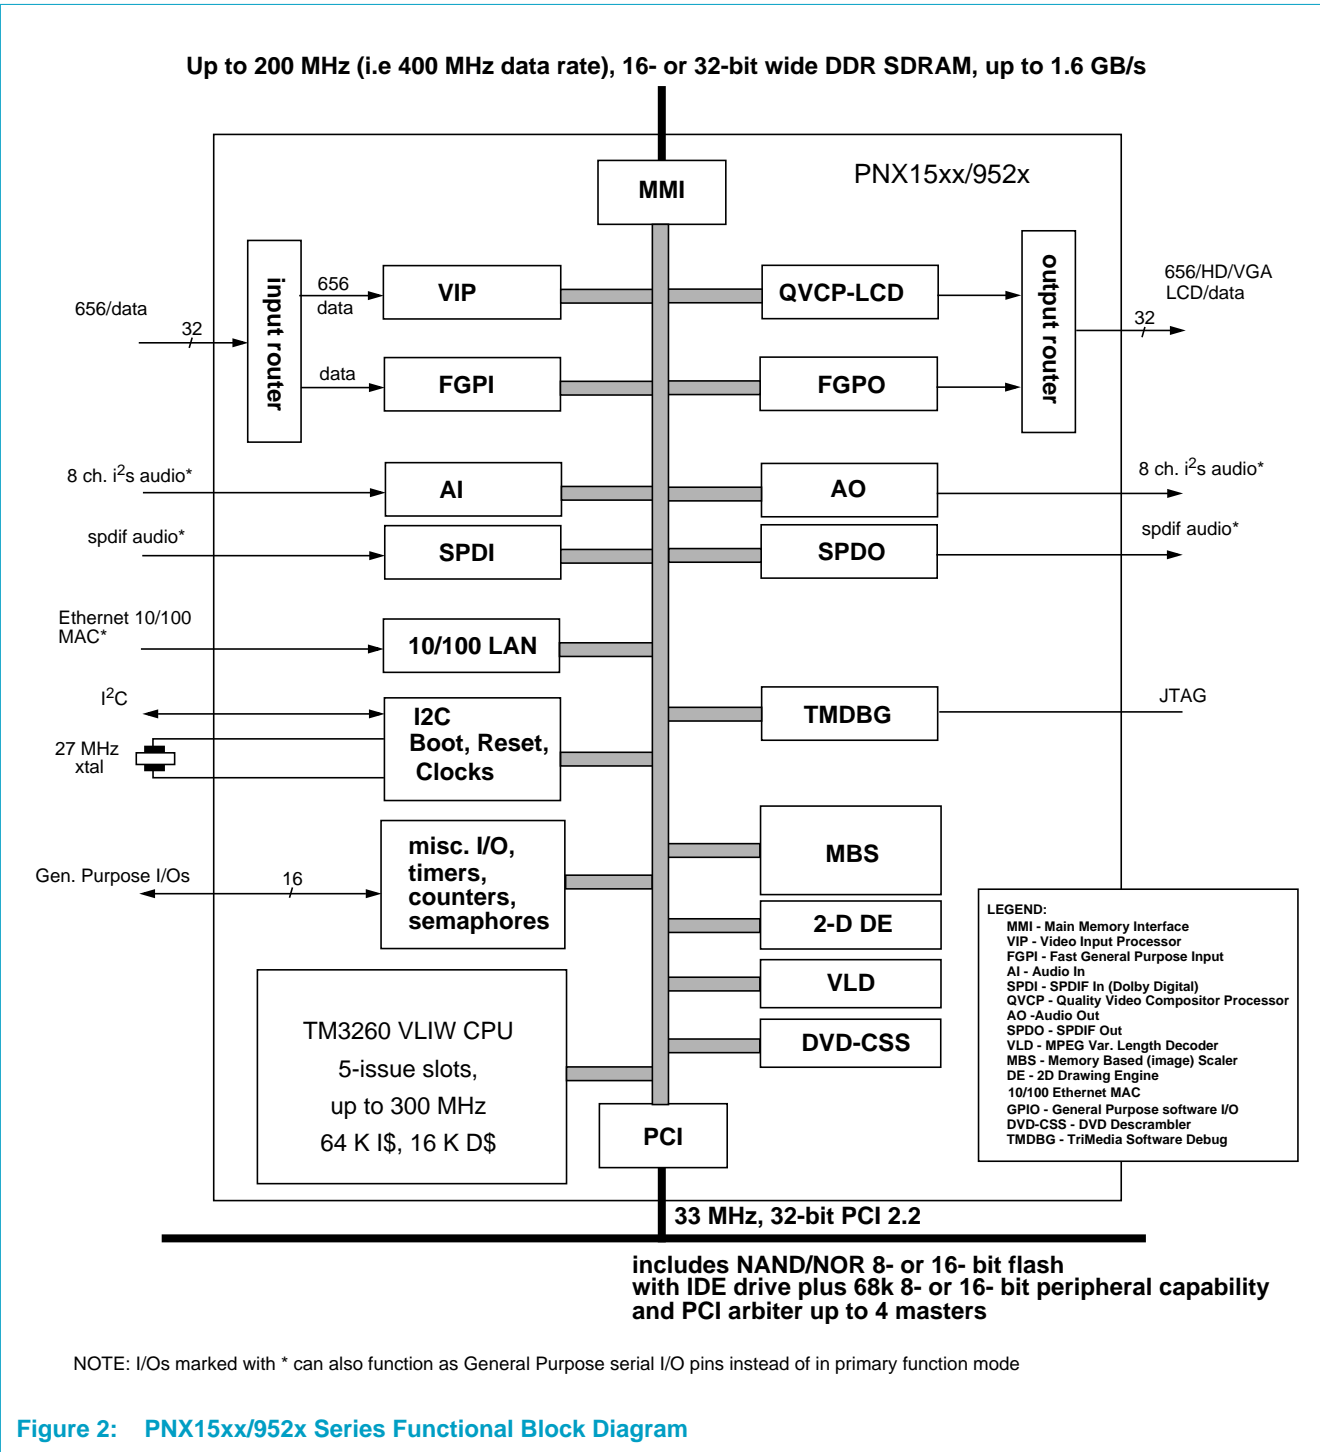 Up to 200 MHz (i.e 400 MHz data rate), 16- or 32-bit wide DDR SDRAM, up to 1.6 GB/s
PNX15xx/952x
MMI
input router
656
data
VIP
QVCP-LCD
output router
656/HD/VGA
LCD/data
656/data
32
32
data
FGPI
FGPO
8 ch. i2s audio*
AI
AO
8 ch. i2s audio*
spdif audio*
SPDI
SPDO
spdif audio*
Ethernet 10/100
MAC*
10/100 LAN
I2C
I2C
Boot, Reset,
Clocks
TMDBG
JTAG
27 MHz
xtal
misc. I/O,
timers,
counters,
semaphores
Gen. Purpose I/Os
16
MBS
2-D DE
VLD
DVD-CSS
TM3260 VLIW CPU
5-issue slots,
up to 300 MHz
64 K I$, 16 K D$
PCI
LEGEND:
MMI - Main Memory Interface
VIP - Video Input Processor
FGPI - Fast General Purpose Input
AI - Audio In
SPDI - SPDIF In (Dolby Digital)
QVCP - Quality Video Compositor Processor
AO -Audio Out
SPDO - SPDIF Out
VLD - MPEG Var. Length Decoder
MBS - Memory Based (image) Scaler
DE - 2D Drawing Engine
10/100 Ethernet MAC
GPIO - General Purpose software I/O
DVD-CSS - DVD Descrambler
TMDBG - TriMedia Software Debug
33 MHz, 32-bit PCI 2.2
includes NAND/NOR 8- or 16- bit flash
with IDE drive plus 68k 8- or 16- bit peripheral capability
and PCI arbiter up to 4 masters
NOTE: I/Os marked with * can also function as General Purpose serial I/O pins instead of in primary function mode
Figure 2: PNX15xx/952x Series Functional Block Diagram